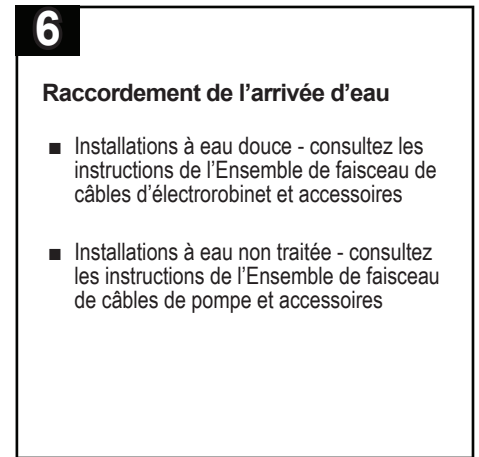 6
Raccordement de l’arrivée d’eau
■ Installations à eau douce - consultez les
instructions de l’Ensemble de faisceau de
câbles d’électrorobinet et accessoires
■ Installations à eau non traitée - consultez
les instructions de l’Ensemble de faisceau
de câbles de pompe et accessoires